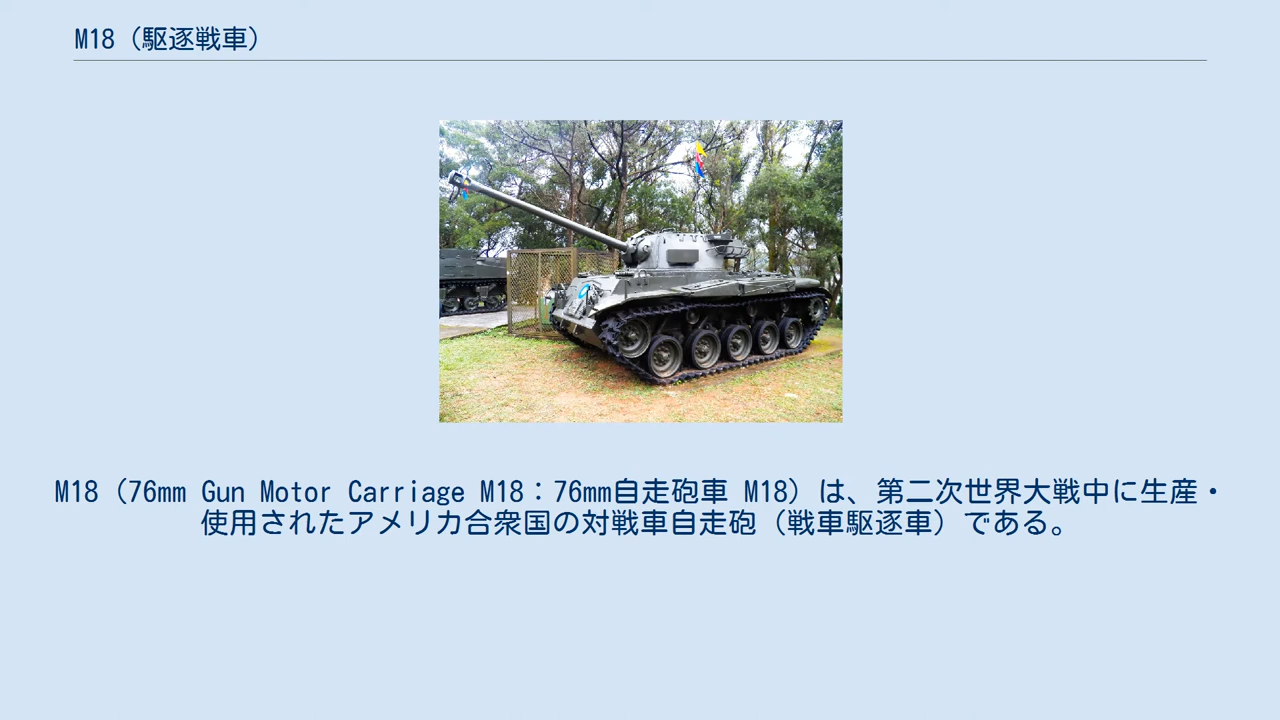 M18（駆逐戦車）
M18（76mm Gun Motor Carriage M18：76mm自走砲車 M18）は、第二次世界大戦中に生産・
使用されたアメリカ合衆国の対戦車自走砲（戦車駆逐車）である。